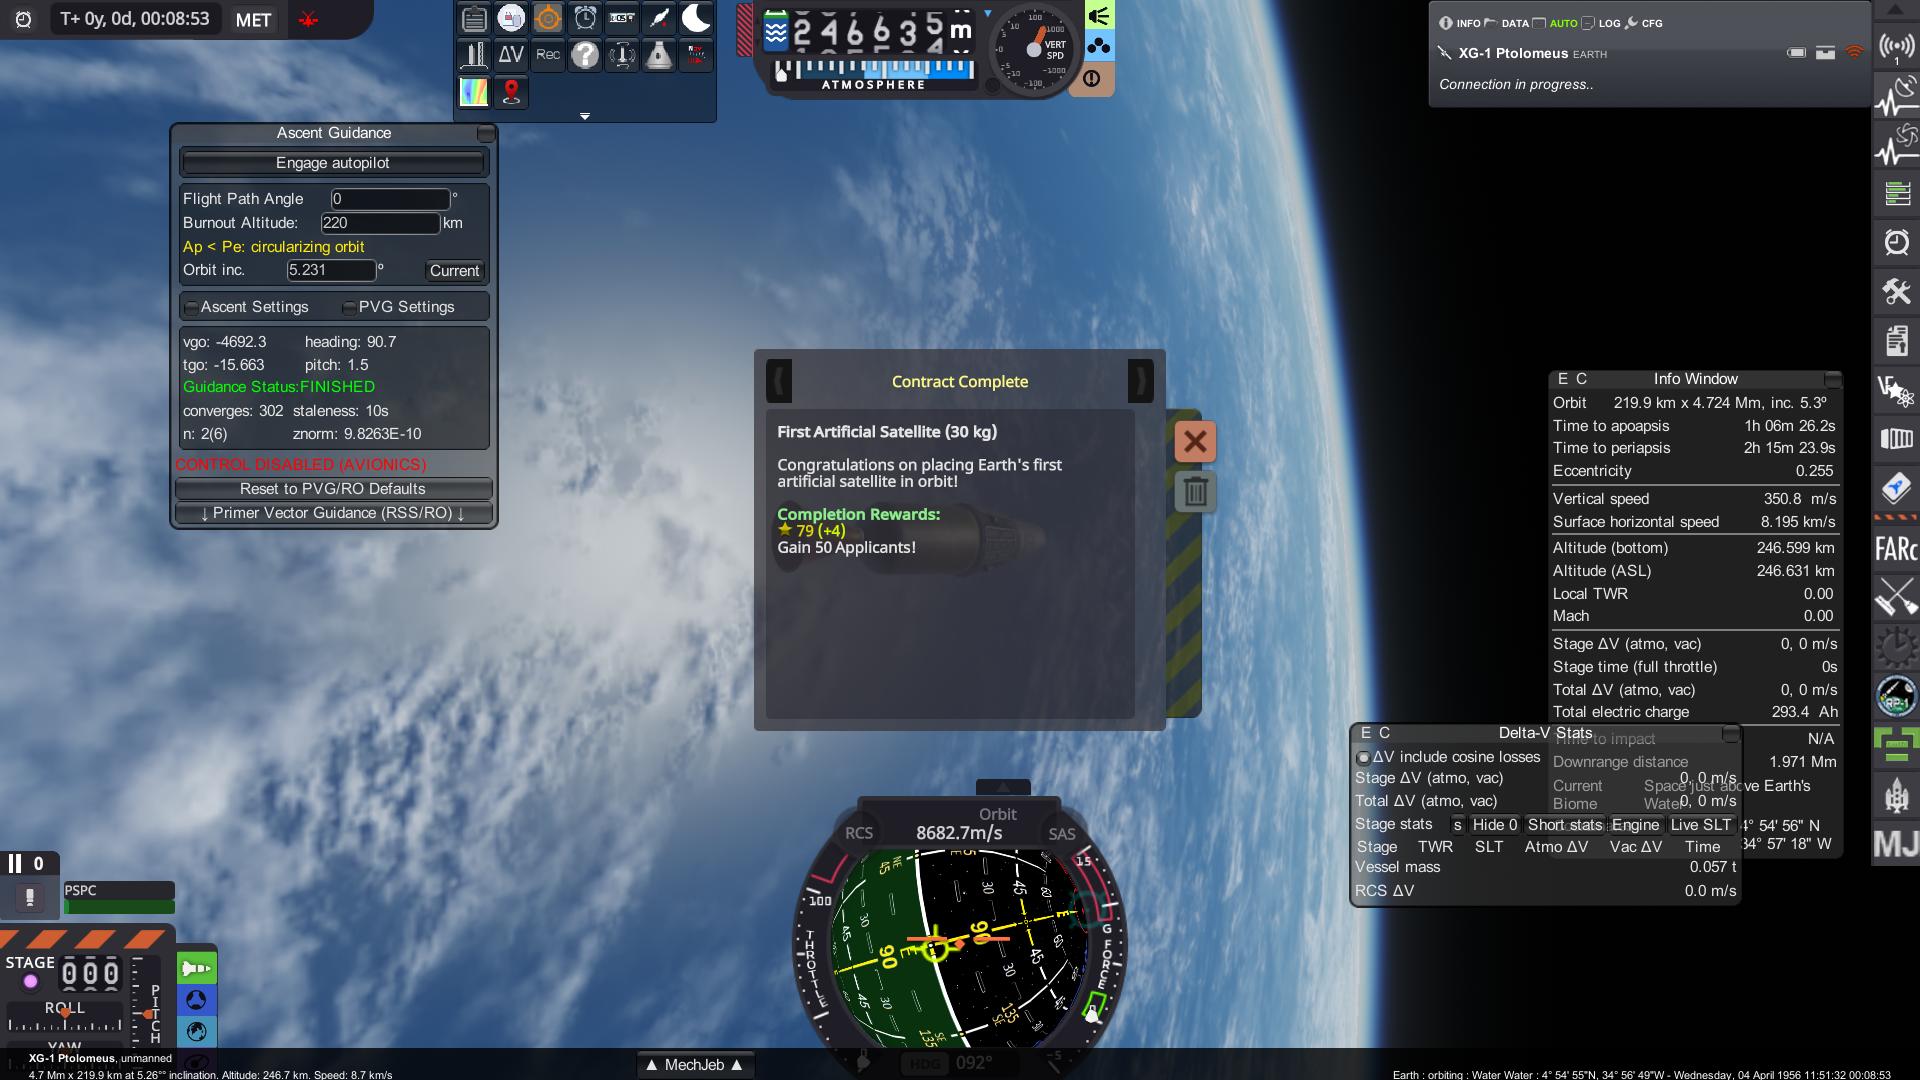 T+ 0y, 0d, 00:08:53 MET
ΔV
Rec
246635 m
ATMOSPHERE
VERT SPD
INFO DATA AUTO LOG CFG
XG-1 Ptolomeus EARTH
Connection in progress..
1
Ascent Guidance
Engage autopilot
Flight Path Angle 0 °
Burnout Altitude: 220 km
Ap < Pe: circularizing orbit
Orbit inc. 5.231 º Current
Ascent Settings PVG Settings
vgo: -4692.3 heading: 90.7
tgo: -15.663 pitch: 1.5
Guidance Status:FINISHED
converges: 302 staleness: 10s
n: 2(6) znorm: 9.8263E-10
CONTROL DISABLED (AVIONICS)
Reset to PVG/RO Defaults
↓ Primer Vector Guidance (RSS/RO) ↓
Contract Complete
First Artificial Satellite (30 kg)
Congratulations on placing Earth's first
artificial satellite in orbit!
Completion Rewards:
79 (+4)
Gain 50 Applicants!
E C Info Window
Orbit 219.9 km x 4.724 Mm, inc. 5.3º
Time to apoapsis 1h 06m 26.2s
Time to periapsis 2h 15m 23.9s
Eccentricity 0.255
Vertical speed 350.8 m/s
Surface horizontal speed 8.195 km/s
Altitude (bottom) 246.599 km
Altitude (ASL) 246.631 km
Local TWR 0.00
Mach 0.00
Stage ΔV (atmo, vac) 0, 0 m/s
Stage time (full throttle) 0s
Total ΔV (atmo, vac) 0, 0 m/s
Total electric charge 293.4 Ah
Time to impact N/A
Downrange distance 1.971 Mm
Current Biome Space just above Earth's Water
4° 54' 56" N
34° 57' 18" W
E C Delta-V Stats
ΔV include cosine losses
Stage ΔV (atmo, vac) 0, 0 m/s
Total ΔV (atmo, vac) 0, 0 m/s
Stage stats s Hide 0 Short stats Engine Live SLT
Stage TWR SLT Atmo ΔV Vac ΔV Time
Vessel mass 0.057 t
RCS ΔV 0.0 m/s
FARc
RP-1
MJ
Orbit
RCS 8682.7m/s SAS
THROTTLE
G FORCE
100
15
-5
HDG 092°
0
PSPC
STAGE 000
ROLL
PITCH
YAW
▲ MechJeb ▲
XG-1 Ptolomeus, unmanned
4.7 Mm x 219.9 km at 5.26°° inclination. Altitude: 246.7 km. Speed: 8.7 km/s
Earth : orbiting : Water Water : 4° 54' 55"N, 34° 56' 49"W - Wednesday, 04 April 1956 11:51:32 00:08:53